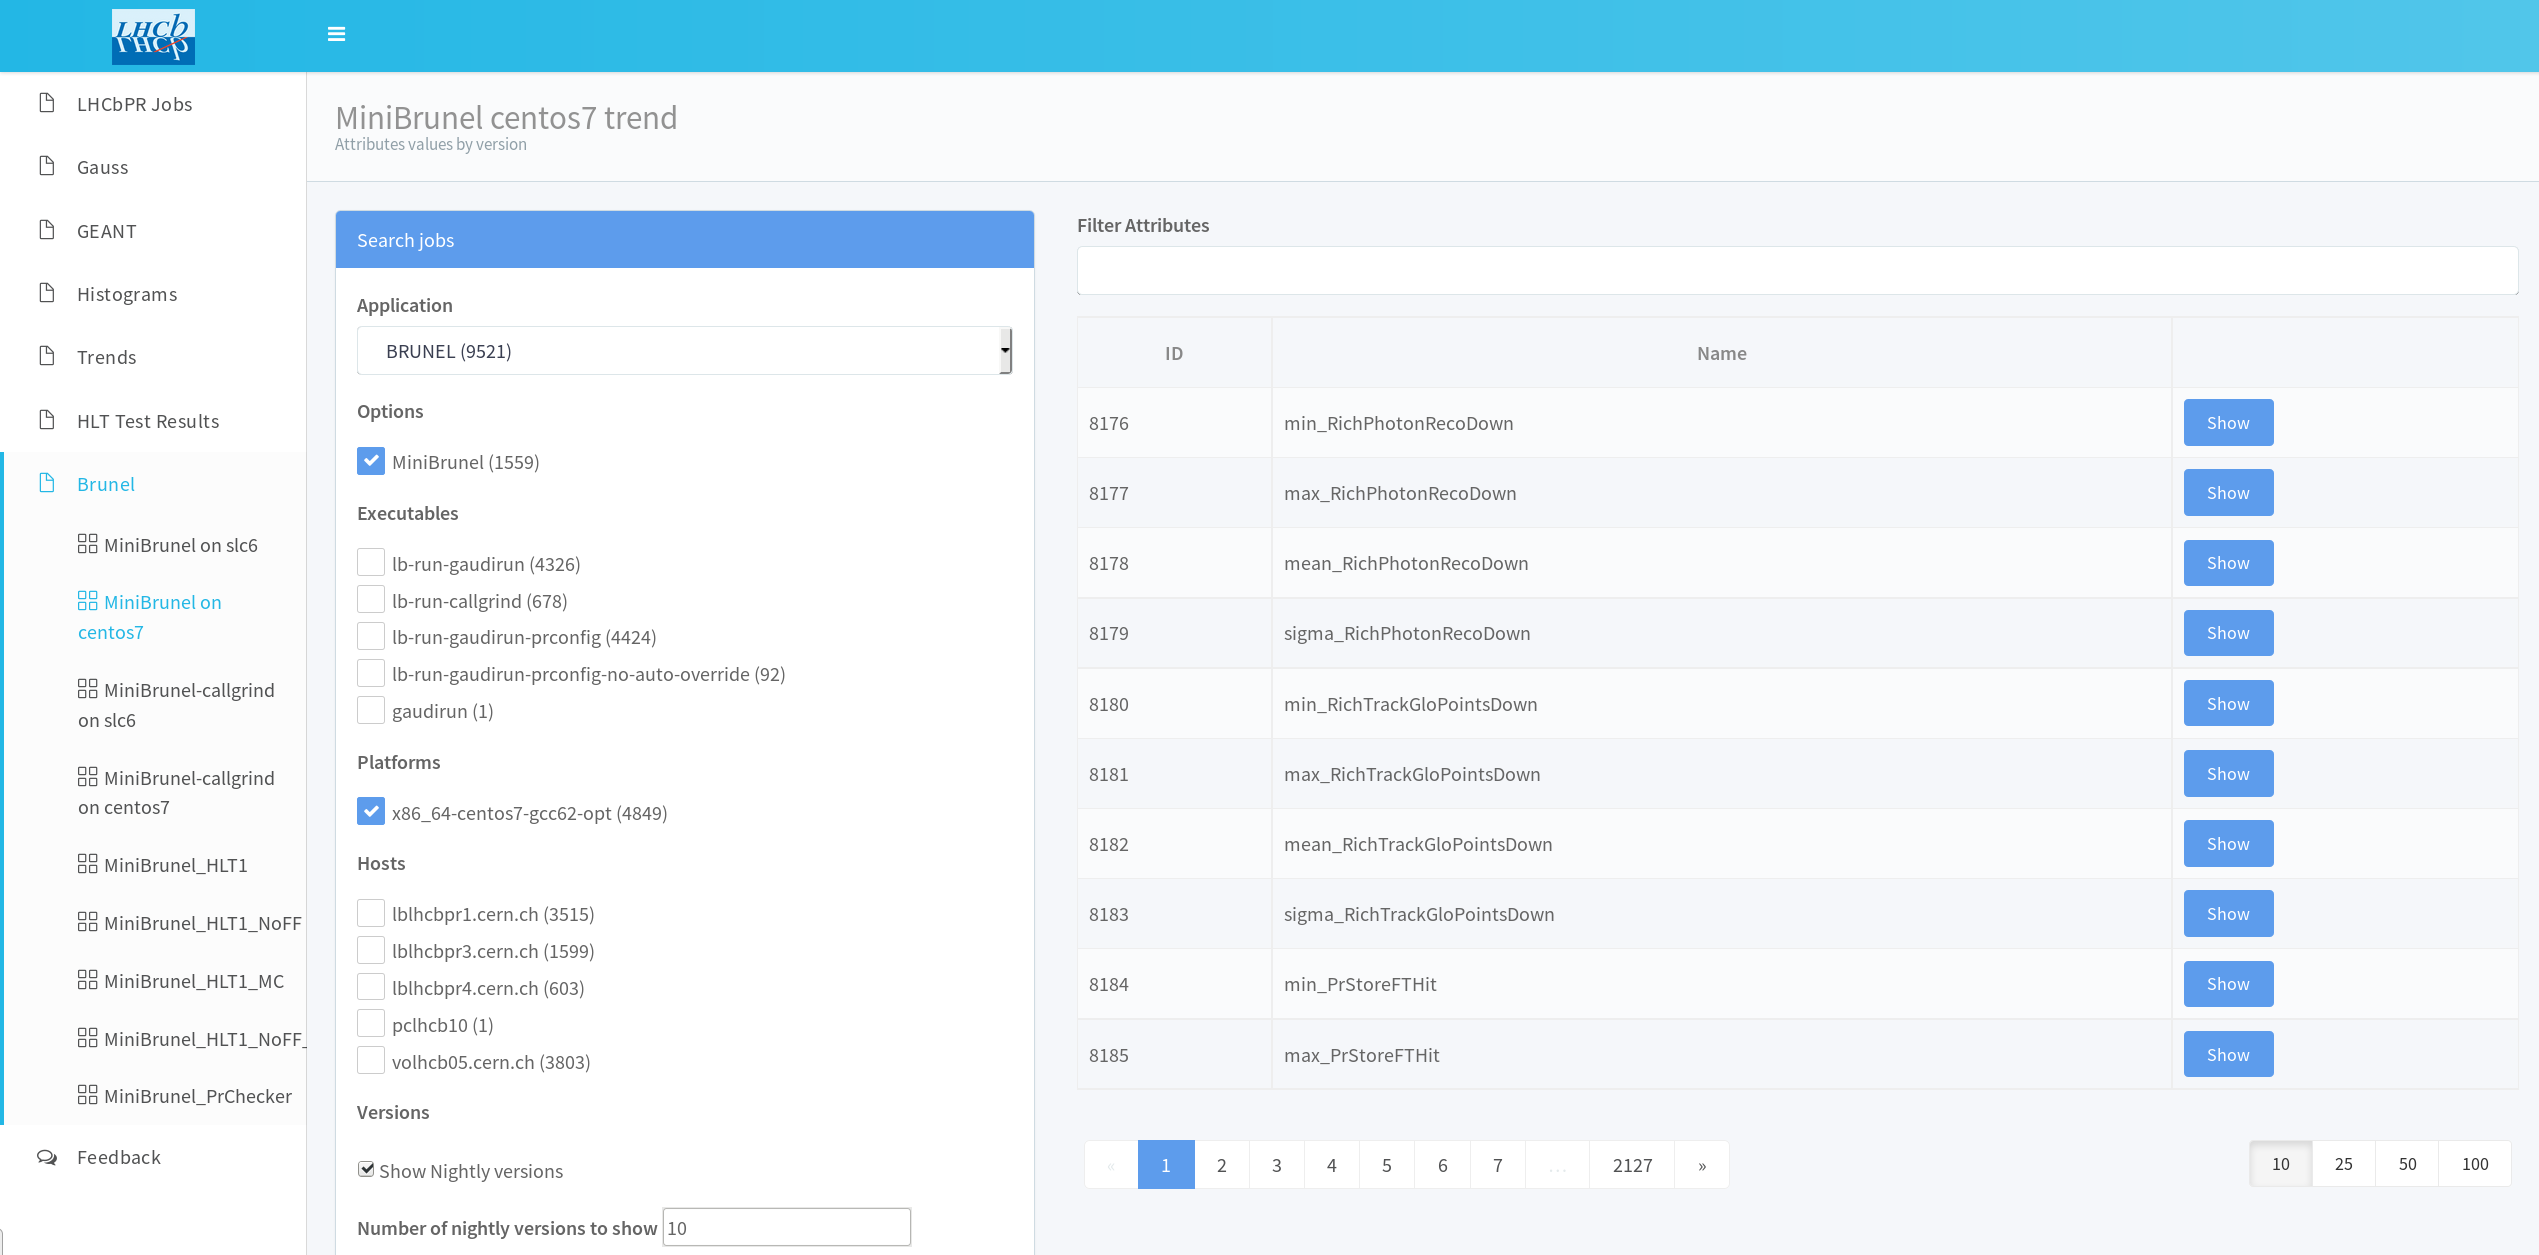 LHCb
LHCbPR Jobs
Gauss
GEANT
Histograms
Trends
HLT Test Results
Brunel
MiniBrunel on slc6
MiniBrunel on
centos7
MiniBrunel-callgrind
on slc6
MiniBrunel-callgrind
on centos7
MiniBrunel_HLT1
MiniBrunel_HLT1_NoFF
MiniBrunel_HLT1_MC
MiniBrunel_HLT1_NoFF_
MiniBrunel_PrChecker
Feedback
MiniBrunel centos7 trend
Attributes values by version
Search jobs
Application
BRUNEL (9521)
Options
MiniBrunel (1559)
Executables
lb-run-gaudirun (4326)
lb-run-callgrind (678)
lb-run-gaudirun-prconfig (4424)
lb-run-gaudirun-prconfig-no-auto-override (92)
gaudirun (1)
Platforms
x86_64-centos7-gcc62-opt (4849)
Hosts
lblhcbpr1.cern.ch (3515)
lblhcbpr3.cern.ch (1599)
lblhcbpr4.cern.ch (603)
pclhcb10 (1)
volhcb05.cern.ch (3803)
Versions
Show Nightly versions
Number of nightly versions to show 10
Filter Attributes
ID Name
8176 min_RichPhotonRecoDown Show
8177 max_RichPhotonRecoDown Show
8178 mean_RichPhotonRecoDown Show
8179 sigma_RichPhotonRecoDown Show
8180 min_RichTrackGloPointsDown Show
8181 max_RichTrackGloPointsDown Show
8182 mean_RichTrackGloPointsDown Show
8183 sigma_RichTrackGloPointsDown Show
8184 min_PrStoreFTHit Show
8185 max_PrStoreFTHit Show
« 1 2 3 4 5 6 7 ... 2127 » 10 25 50 100